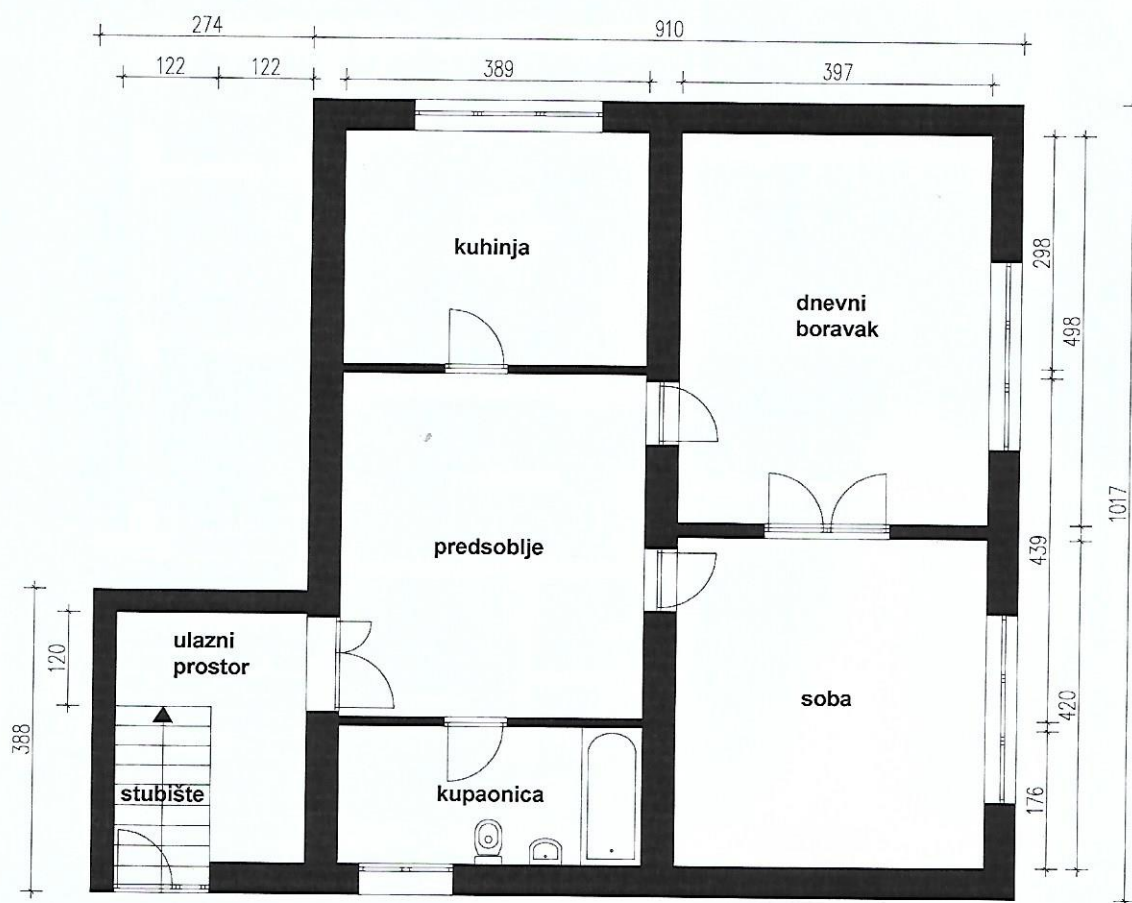 274
910
122
122
389
397
kuhinja
dnevni
boravak
298
498
1017
predsoblje
439
ulazni
prostor
120
soba
388
420
stubište
kupaonica
176